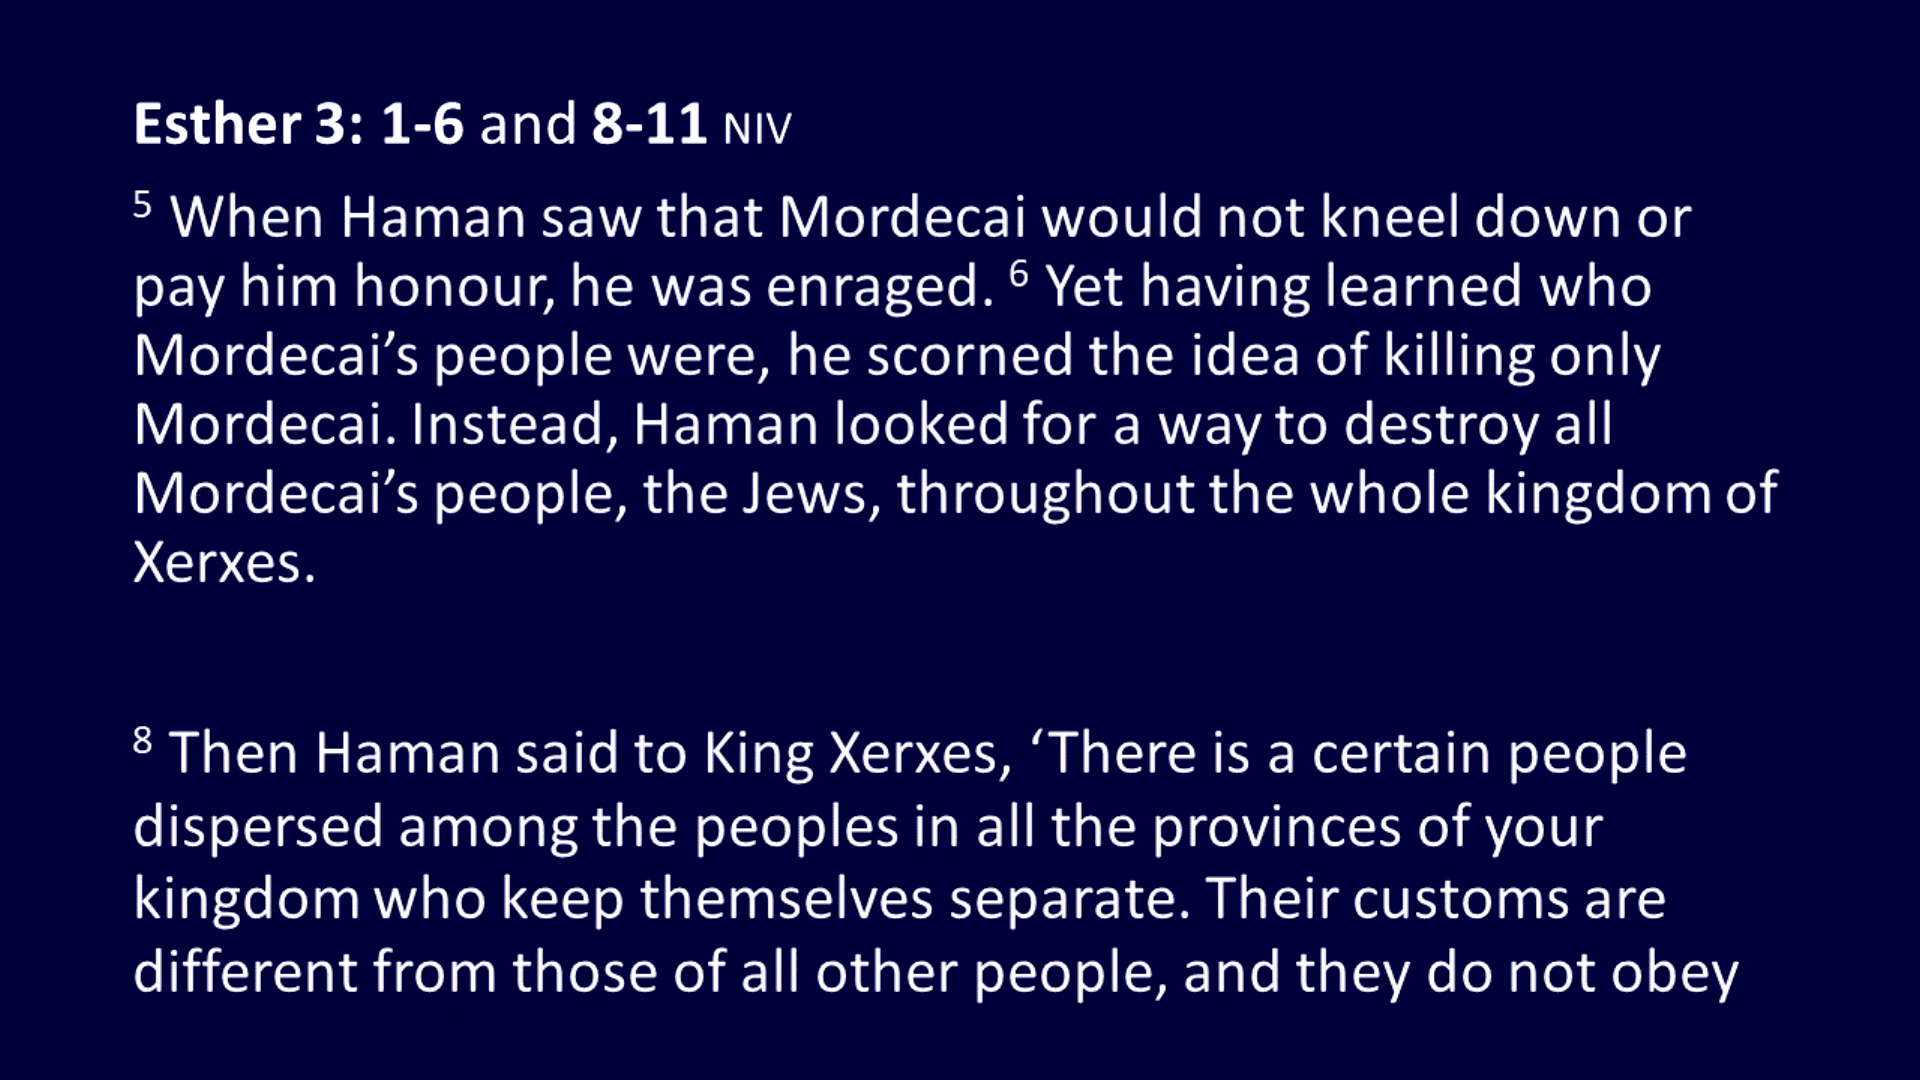 Esther 3: 1-6 and 8-11 NIV
5 When Haman saw that Mordecai would not kneel down or
pay him honour, he was enraged. 6 Yet having learned who
Mordecai’s people were, he scorned the idea of killing only
Mordecai. Instead, Haman looked for a way to destroy all
Mordecai’s people, the Jews, throughout the whole kingdom of
Xerxes.
8 Then Haman said to King Xerxes, ‘There is a certain people
dispersed among the peoples in all the provinces of your
kingdom who keep themselves separate. Their customs are
different from those of all other people, and they do not obey